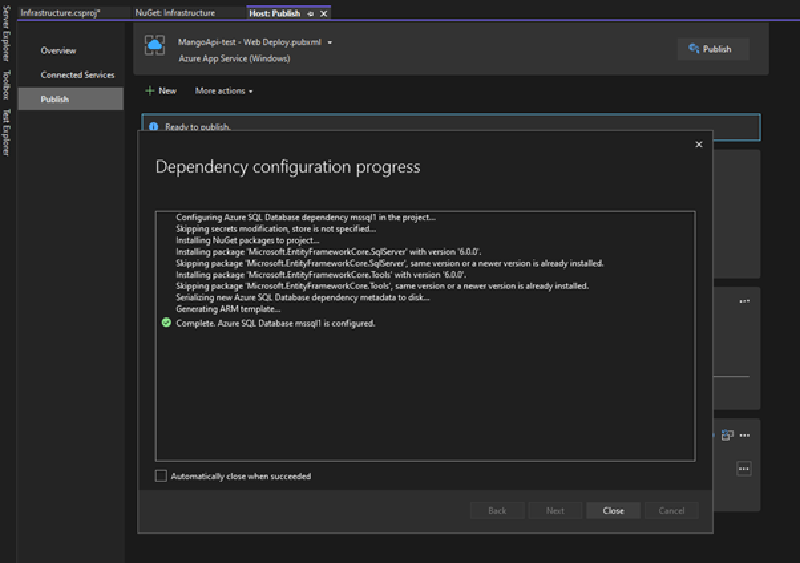 Server Explorer
Toolbox
Test Explorer
Infrastructure.csproj*
NuGet: Infrastructure
Host: Publish
Overview
Connected Services
Publish
MangoApi-test - Web Deploy.pubxml
Azure App Service (Windows)
Publish
New
More actions
Ready to publish.
Dependency configuration progress
Configuring Azure SQL Database dependency mssql1 in the project...
Skipping secrets modification, store is not specified...
Installing NuGet packages to project...
Installing package 'Microsoft.EntityFrameworkCore.SqlServer' with version '6.0.0'.
Skipping package 'Microsoft.EntityFrameworkCore.SqlServer', same version or a newer version is already installed.
Installing package 'Microsoft.EntityFrameworkCore.Tools' with version '6.0.0'.
Skipping package 'Microsoft.EntityFrameworkCore.Tools', same version or a newer version is already installed.
Serializing new Azure SQL Database dependency metadata to disk...
Generating ARM template...
Complete. Azure SQL Database mssql1 is configured.
Automatically close when succeeded
Back
Next
Close
Cancel